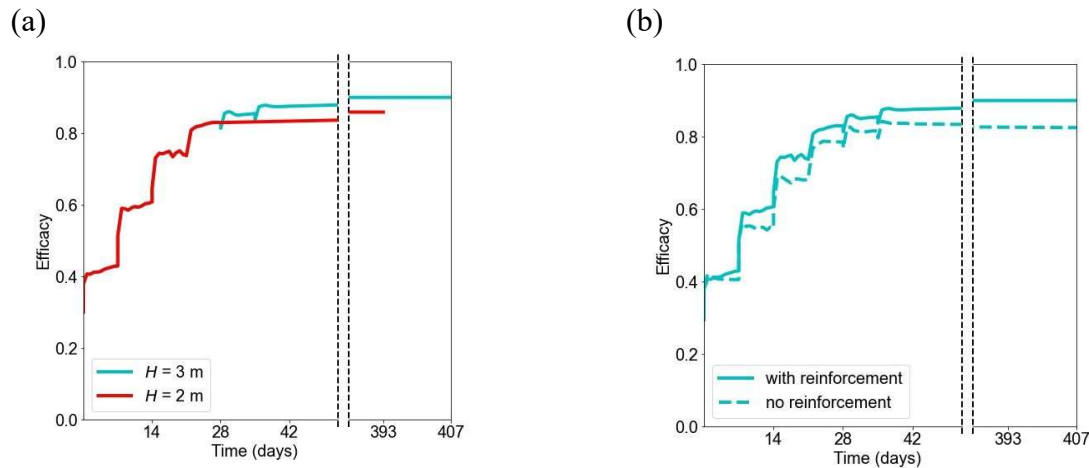 (a)
1.0
0.8
0.6
0.4
0.2
0.0
Efficacy
H = 3 m
H = 2 m
14 28 42 393 407
Time (days)
(b)
1.0
0.8
0.6
0.4
0.2
0.0
Efficacy
with reinforcement
no reinforcement
14 28 42 393 407
Time (days)